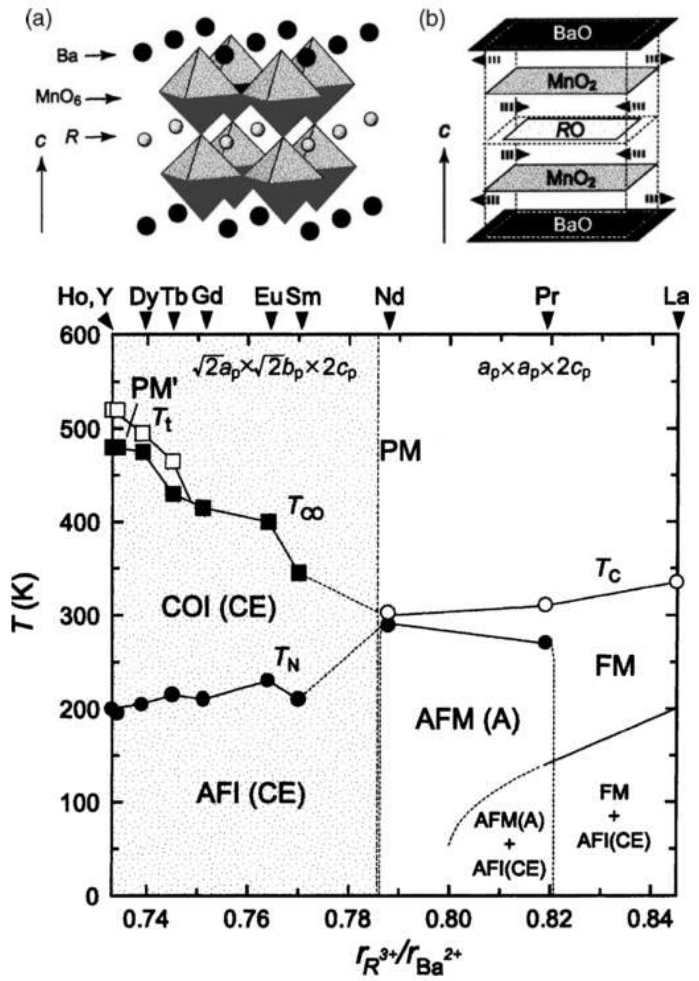 (a)
Ba
MnO6
R
c
(b)
BaO
MnO2
RO
MnO2
BaO
c
Ho, Y Dy Tb Gd Eu Sm Nd Pr La
√2ap×√2bp×2cp
ap×ap×2cp
PM'
Tt
PM
TCO
COI (CE)
TC
TN
FM
AFM (A)
AFI (CE)
AFM(A)
+
AFI(CE)
FM
+
AFI(CE)
600
500
400
300
200
100
0
T (K)
0.74 0.76 0.78 0.80 0.82 0.84
rR3+/rBa2+